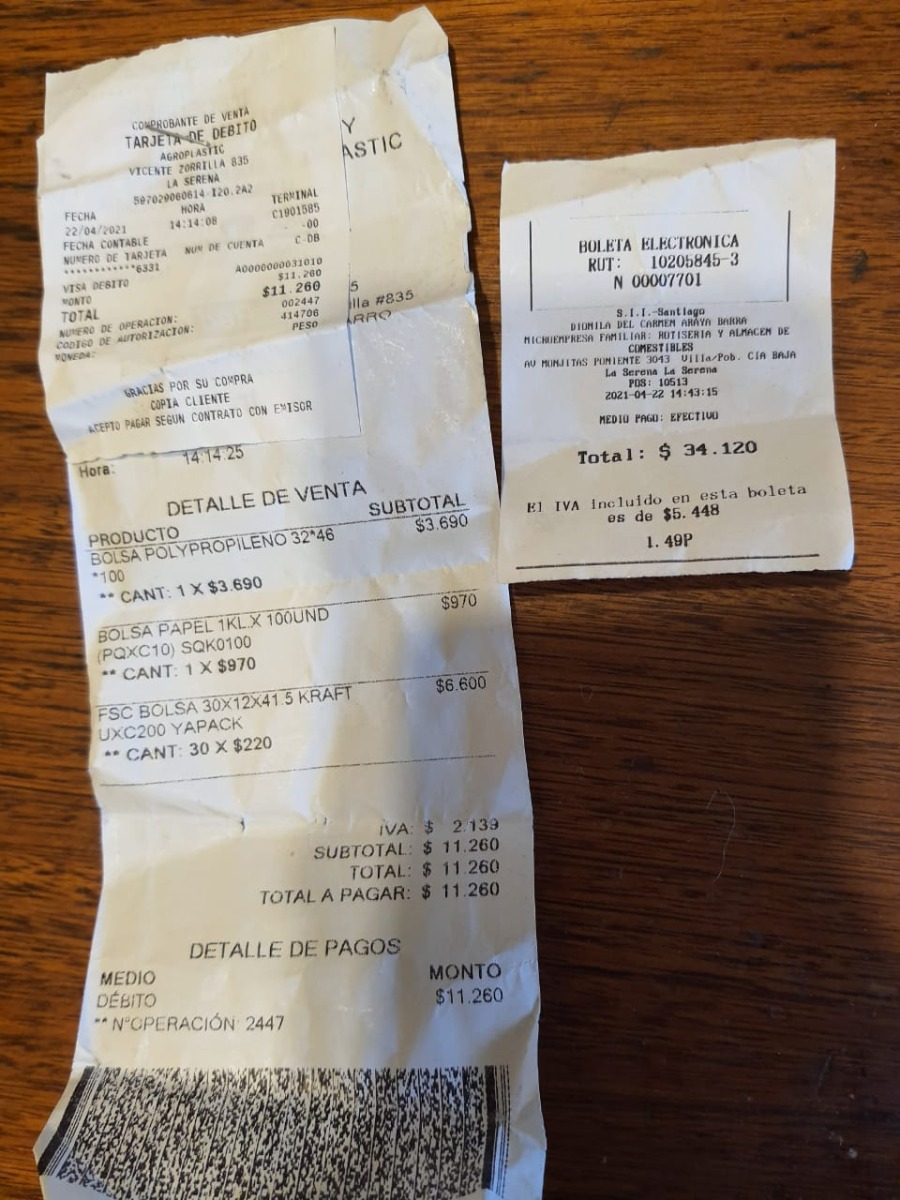 COMPROBANTE DE VENTA
TARJETA DE DEBITO
AGROPLASTIC
VICENTE ZORRILLA 835
LA SERENA
597029060614-I20.2A2
FECHA HORA TERMINAL
22/04/2021 14:14:08 C1901585
FECHA CONTABLE -00
NUMERO DE TARJETA NUM DE CUENTA C-DB
************6331
VISA DEBITO A0000000031010
MONTO $11.260
TOTAL $11.260
NUMERO DE OPERACION: 002447
CODIGO DE AUTORIZACION: 414706
MONEDA: PESO
GRACIAS POR SU COMPRA
COPIA CLIENTE
ACEPTO PAGAR SEGUN CONTRATO CON EMISOR
Y
ASTIC
5
lla #835
ARRO
Hora: 14:14:25
DETALLE DE VENTA
PRODUCTO SUBTOTAL
BOLSA POLYPROPILENO 32*46 $3.690
*100
** CANT: 1 X $3.690
BOLSA PAPEL 1KL.X 100UND $970
(PQXC10) SQK0100
** CANT: 1 X $970
FSC BOLSA 30X12X41.5 KRAFT $6.600
UXC200 YAPACK
** CANT: 30 X $220
IVA: $ 2.139
SUBTOTAL: $ 11.260
TOTAL: $ 11.260
TOTAL A PAGAR: $ 11.260
DETALLE DE PAGOS
MEDIO MONTO
DÉBITO $11.260
** N°OPERACIÓN: 2447
BOLETA ELECTRONICA
RUT: 10205845-3
N 00007701
S.I.I.-Santiago
DIOMILA DEL CARMEN ARAYA BARRA
MICROEMPRESA FAMILIAR: ROTISERIA Y ALMACEM DE
COMESTIBLES
AV MONJITAS PONIENTE 3043 Villa/Pob. CIA BAJA
La Serena La Serena
POS: 10513
2021-04-22 14:43:15
MEDIO PAGO: EFECTIVO
Total: $ 34.120
El IVA incluido en esta boleta
es de $5.448
1.49P